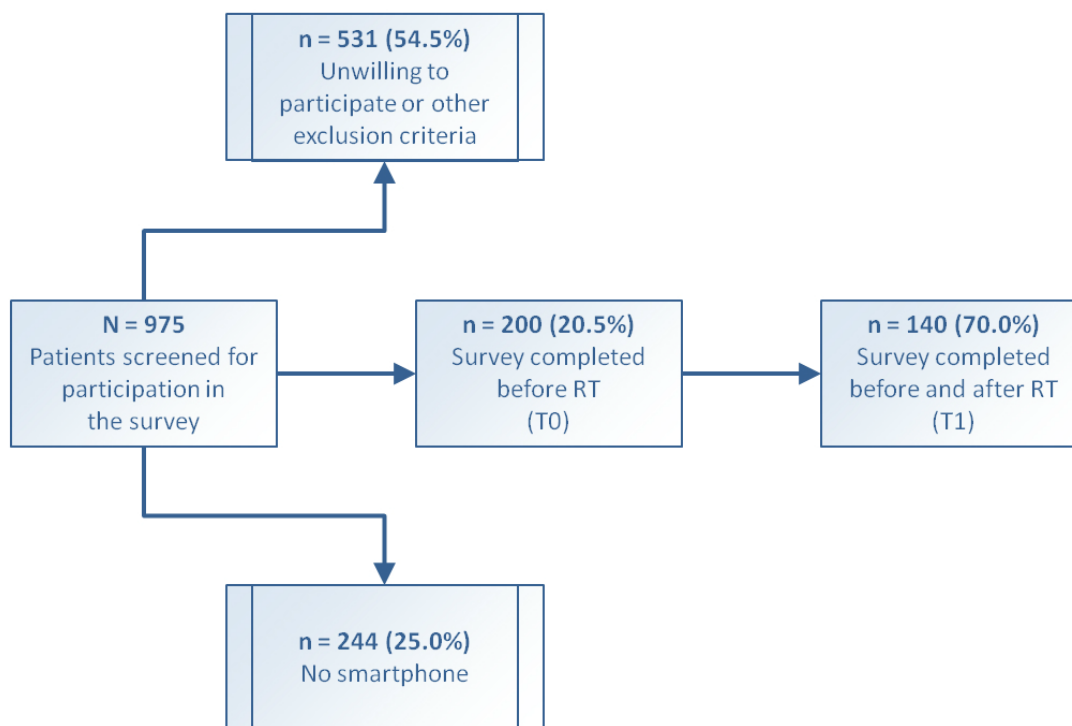 n = 531 (54.5%)
Unwilling to
participate or other
exclusion criteria
N = 975
Patients screened for
participation in
the survey
n = 200 (20.5%)
Survey completed
before RT
(T0)
n = 140 (70.0%)
Survey completed
before and after RT
(T1)
n = 244 (25.0%)
No smartphone